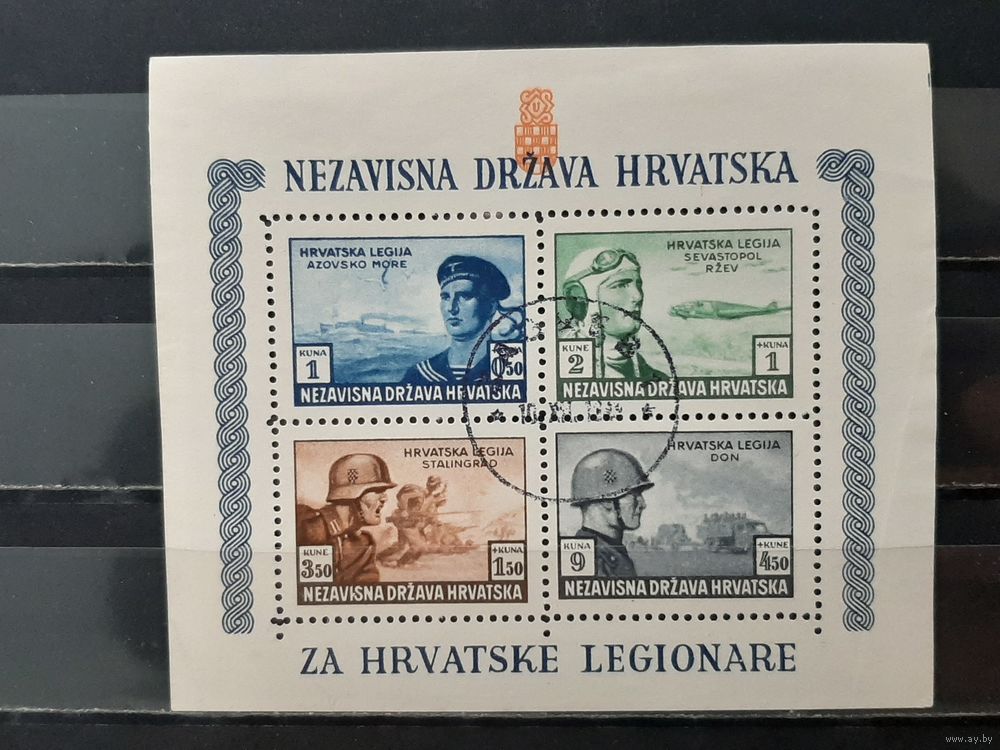 NEZAVISNA DRŽAVA HRVATSKA
HRVATSKA LEGIJA
AZOVSKO MORE
KUNA
1
0,50
NEZAVISNA DRŽAVA HRVATSKA
HRVATSKA LEGIJA
SEVASTOPOL
RŽEV
KUNE
2
+KUNA
1
NEZAVISNA DRŽAVA HRVATSKA
HRVATSKA LEGIJA
STALINGRAD
KUNE
3,50
+KUNA
1,50
NEZAVISNA DRŽAVA HRVATSKA
HRVATSKA LEGIJA
DON
KUNA
9
+KUNE
4,50
NEZAVISNA DRŽAVA HRVATSKA
ZA HRVATSKE LEGIONARE
www.ay.by